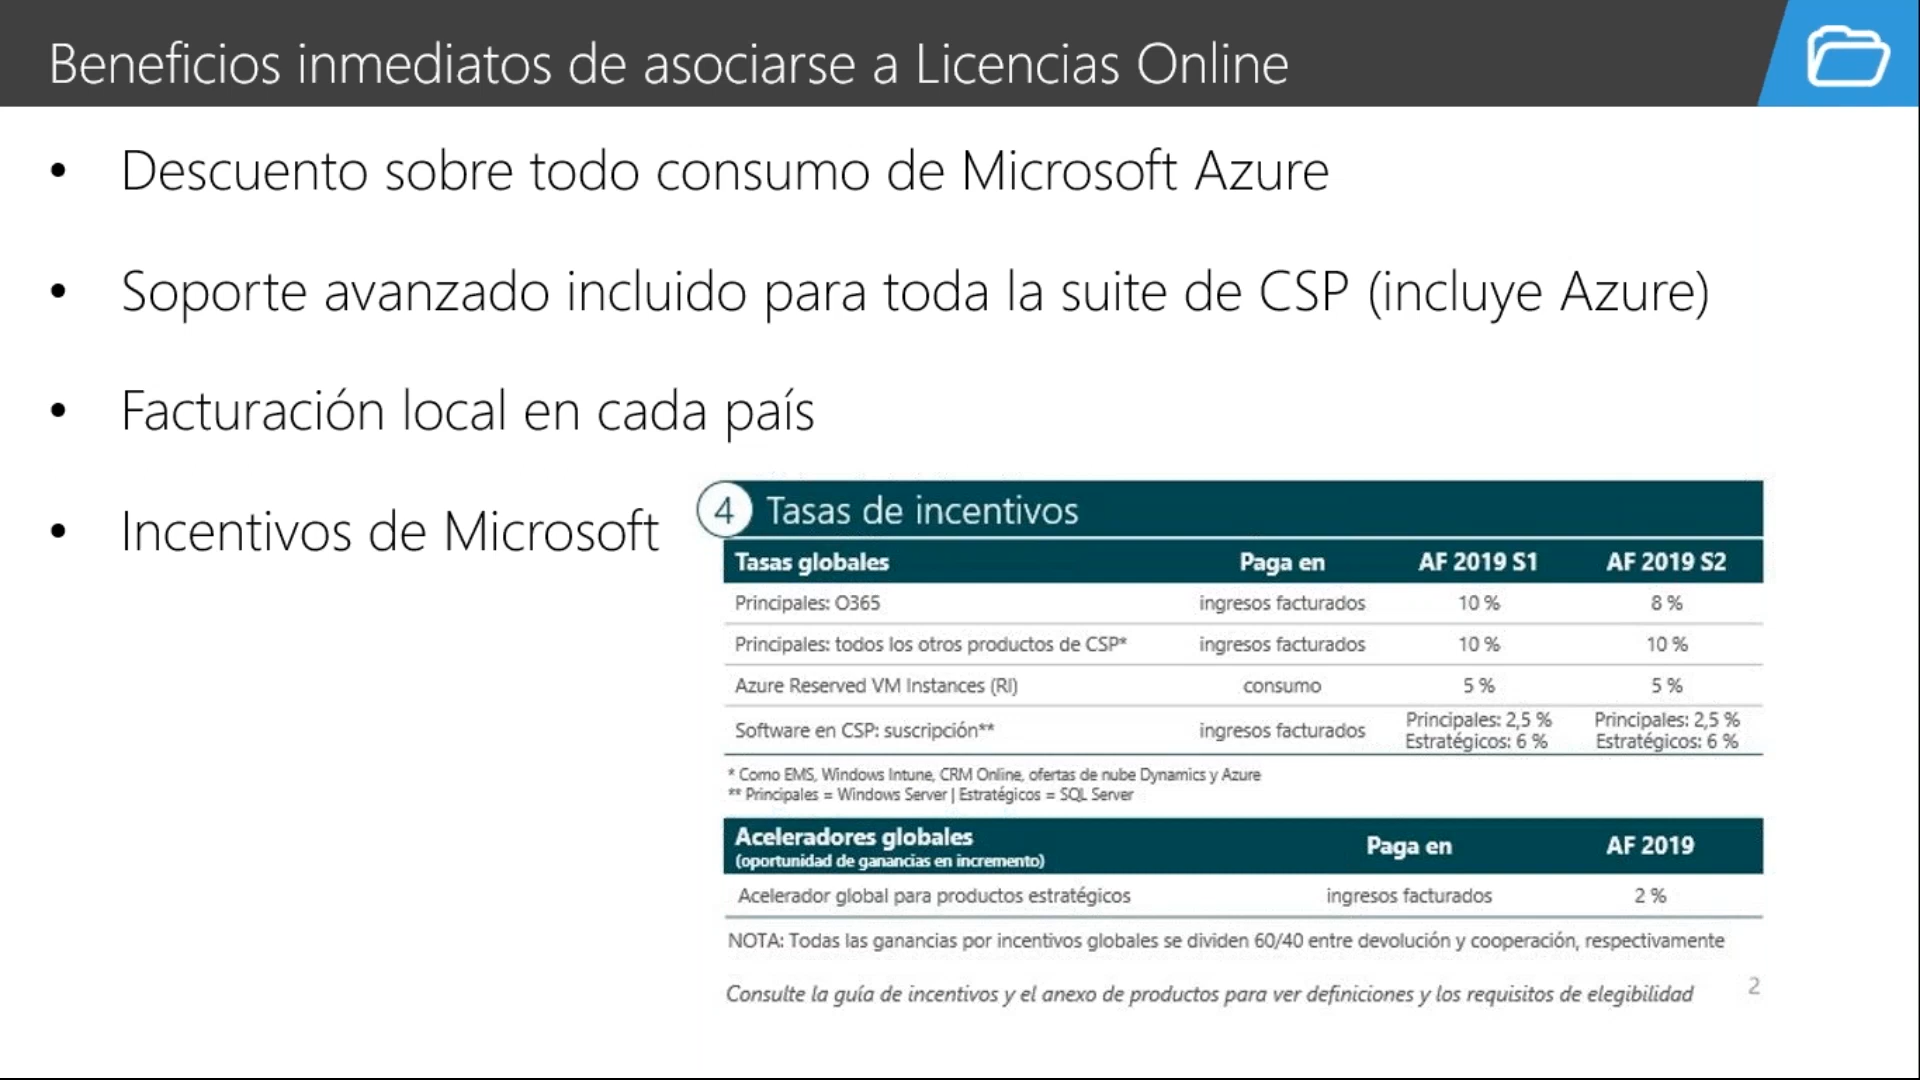 Beneficios inmediatos de asociarse a Licencias Online
• Descuento sobre todo consumo de Microsoft Azure
• Soporte avanzado incluido para toda la suite de CSP (incluye Azure)
• Facturación local en cada país
• Incentivos de Microsoft
4 Tasas de incentivos
Tasas globales Paga en AF 2019 S1 AF 2019 S2
Principales: O365 ingresos facturados 10 % 8 %
Principales: todos los otros productos de CSP* ingresos facturados 10 % 10 %
Azure Reserved VM Instances (RI) consumo 5 % 5 %
Software en CSP: suscripción** ingresos facturados Principales: 2,5 % Principales: 2,5 %
Estratégicos: 6 % Estratégicos: 6 %
* Como EMS, Windows Intune, CRM Online, ofertas de nube Dynamics y Azure
** Principales = Windows Server | Estratégicos = SQL Server
Aceleradores globales Paga en AF 2019
(oportunidad de ganancias en incremento)
Acelerador global para productos estratégicos ingresos facturados 2 %
NOTA: Todas las ganancias por incentivos globales se dividen 60/40 entre devolución y cooperación, respectivamente
Consulte la guía de incentivos y el anexo de productos para ver definiciones y los requisitos de elegibilidad
2